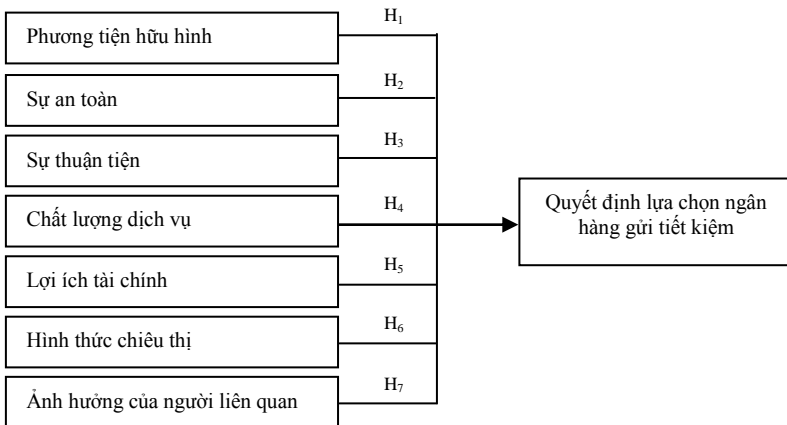 Phương tiện hữu hình
H₁
Sự an toàn
H₂
Sự thuận tiện
H₃
Chất lượng dịch vụ
H₄
Lợi ích tài chính
H₅
Hình thức chiêu thị
H₆
Ảnh hưởng của người liên quan
H₇
Quyết định lựa chọn ngân
hàng gửi tiết kiệm